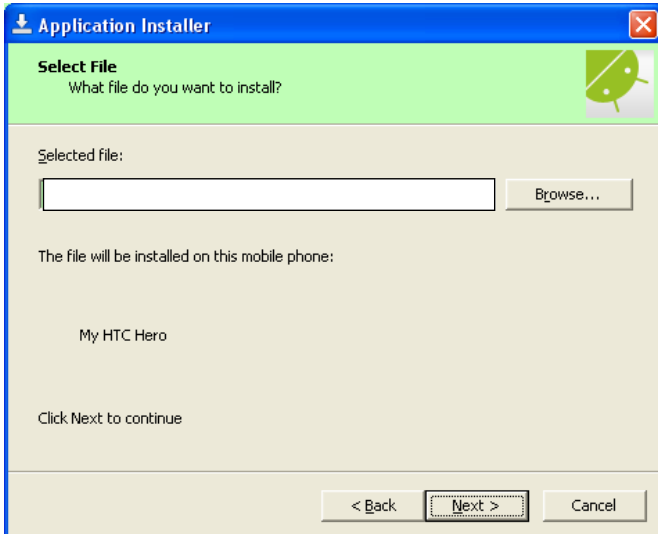 Application Installer
Select File
What file do you want to install?
Selected file:
Browse...
The file will be installed on this mobile phone:
My HTC Hero
Click Next to continue
< Back
Next >
Cancel